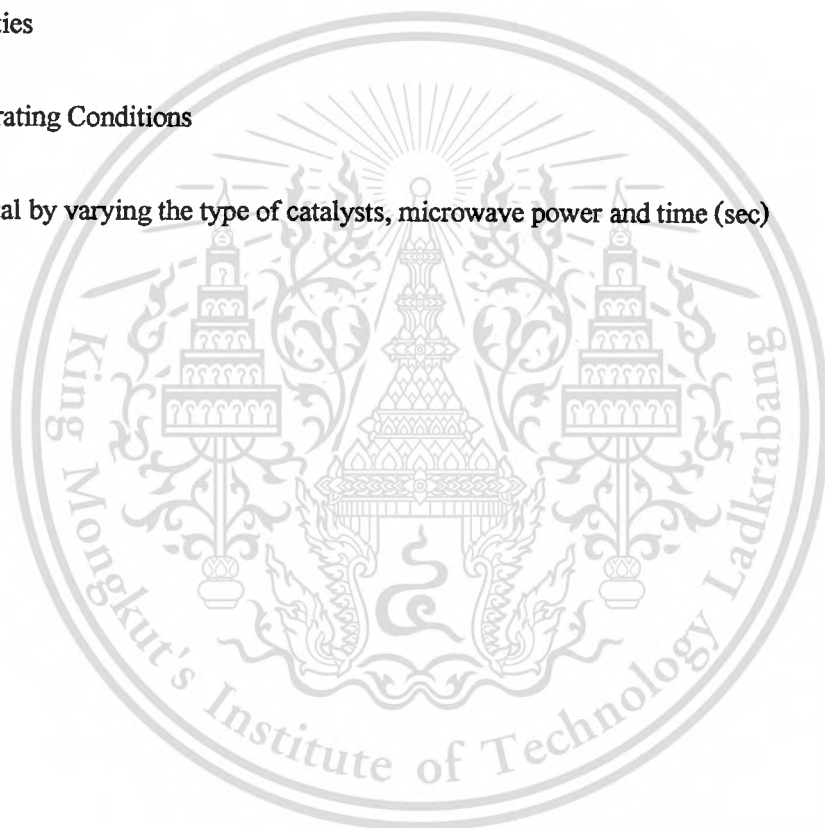 ties
rating Conditions
al by varying the type of catalysts, microwave power and time (sec)
King Mongkut's Institute of Technology Ladkrabang